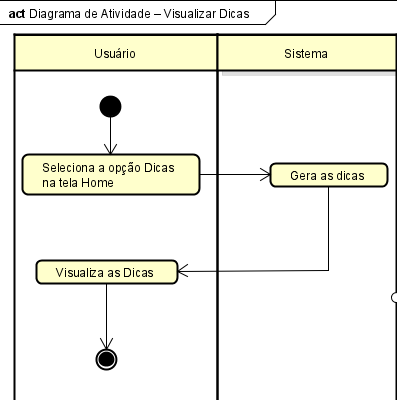 act Diagrama de Atividade – Visualizar Dicas
Usuário
Sistema
Seleciona a opção Dicas
na tela Home
Gera as dicas
Visualiza as Dicas